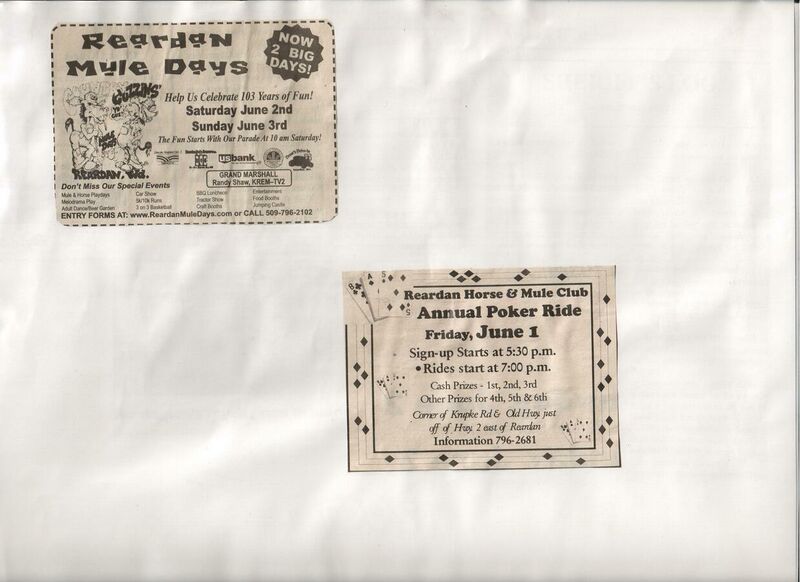 Reardan
Mule Days
NOW
2 BIG
DAYS!
Help Us Celebrate 103 Years of Fun!
Saturday June 2nd
Sunday June 3rd
The Fun Starts With Our Parade At 10 am Saturday!
usbank
GRAND MARSHALL
Randy Shaw, KREM–TV2
REARDAN,
Don't Miss Our Special Events
Mule & Horse Playdays
Melodrama Play
Adult Dance/Beer Garden
Car Show
5k/10k Runs
3 on 3 Basketball
BBQ Luncheon
Tractor Show
Craft Booths
Entertainment
Food Booths
Jumping Castle
ENTRY FORMS AT: www.ReardanMuleDays.com or CALL 509-796-2102
A
5
8
5
Reardan Horse & Mule Club
Annual Poker Ride
Friday, June 1
Sign-up Starts at 5:30 p.m.
• Rides start at 7:00 p.m.
Cash Prizes - 1st, 2nd, 3rd
Other Prizes for 4th, 5th & 6th
Corner of Krupke Rd & Old Hwy. just
off of Hwy. 2 east of Reardan
Information 796-2681